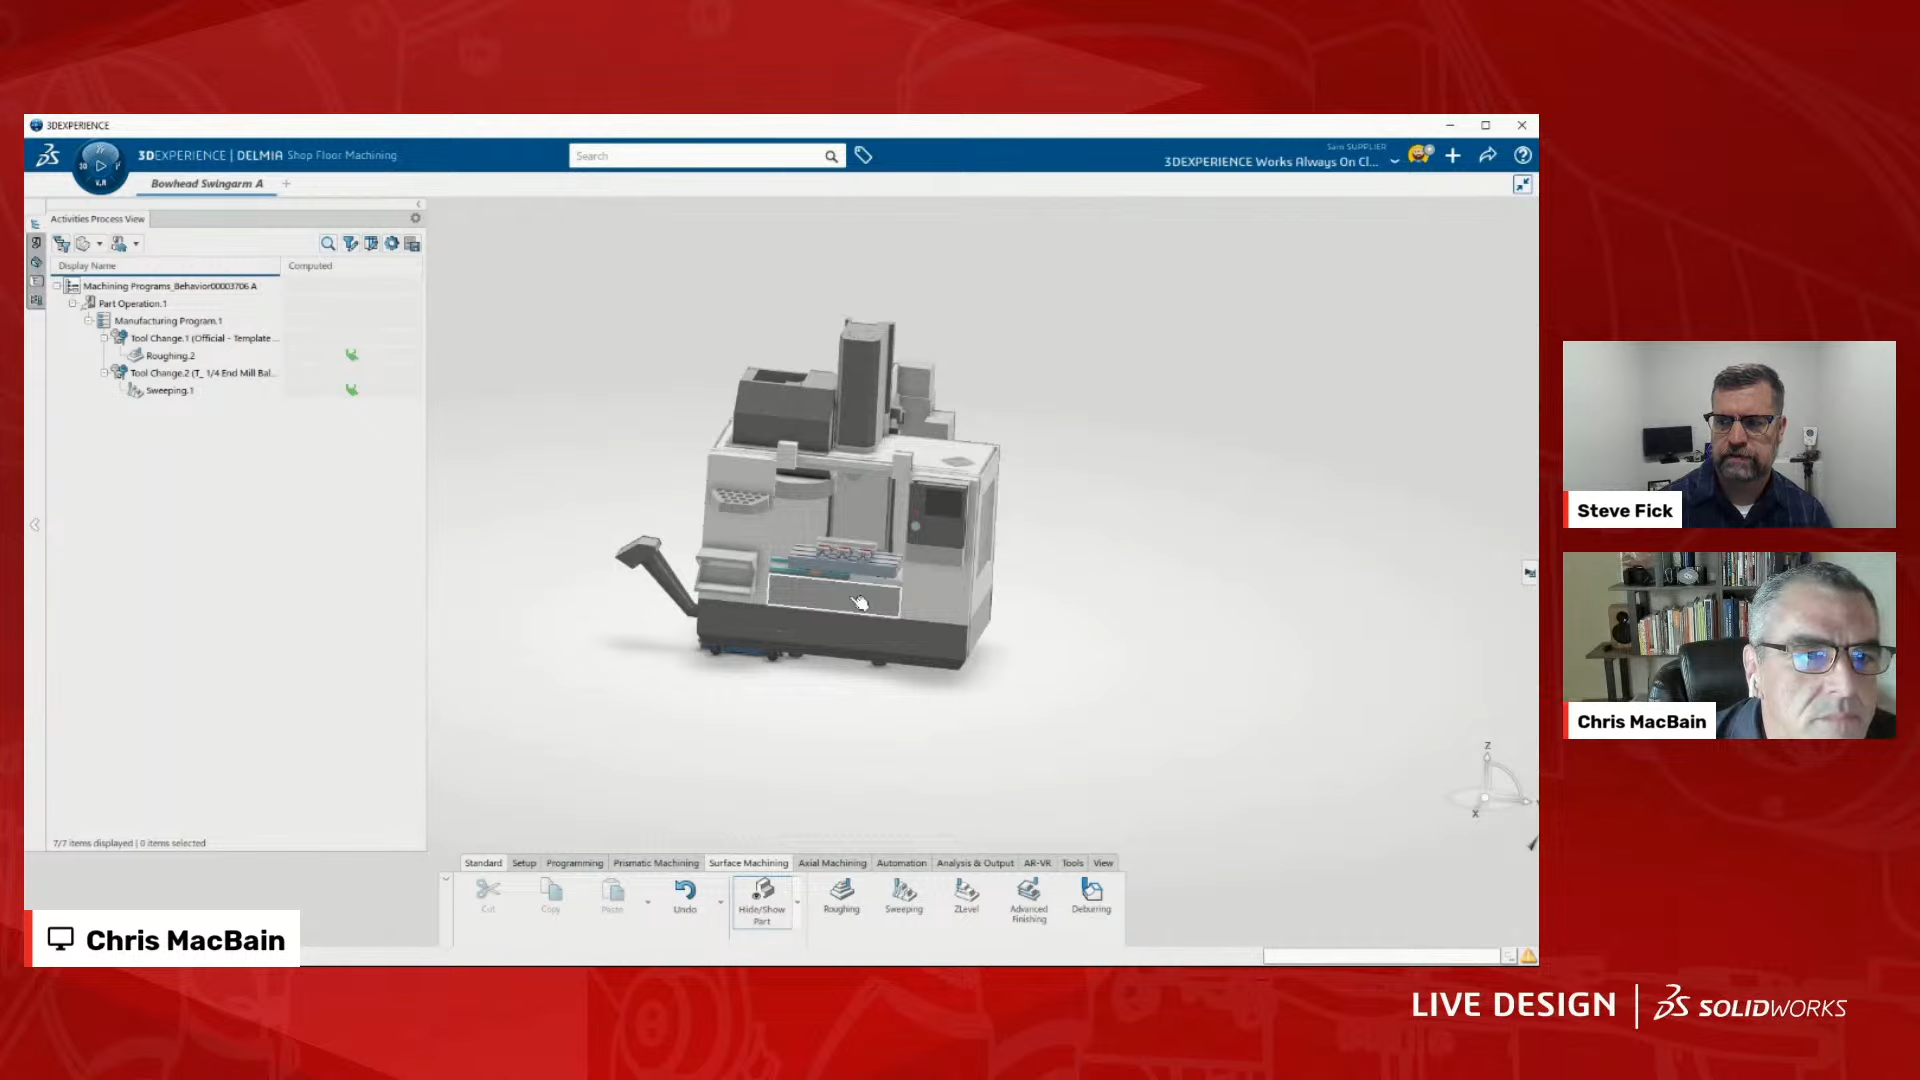 3DEXPERIENCE
3DEXPERIENCE | DELMIA Shop Floor Machining
Search
Sam SUPPLIER
3DEXPERIENCE Works Always On Cl...
Bowhead Swingarm A
Activities Process View
Display Name
Computed
Machining Programs_Behavior00003706 A
Part Operation.1
Manufacturing Program.1
Tool Change.1 (Official - Template ...
Roughing.2
Tool Change.2 (T_ 1/4 End Mill Bal...
Sweeping.1
7/7 items displayed | 0 items selected
Z
X
Standard Setup Programming Prismatic Machining Surface Machining Axial Machining Automation Analysis & Output AR-VR Tools View
Cut
Copy
Paste
Undo
Hide/Show
Part
Roughing
Sweeping
ZLevel
Advanced
Finishing
Deburring
Chris MacBain
Steve Fick
Chris MacBain
LIVE DESIGN | SOLIDWORKS